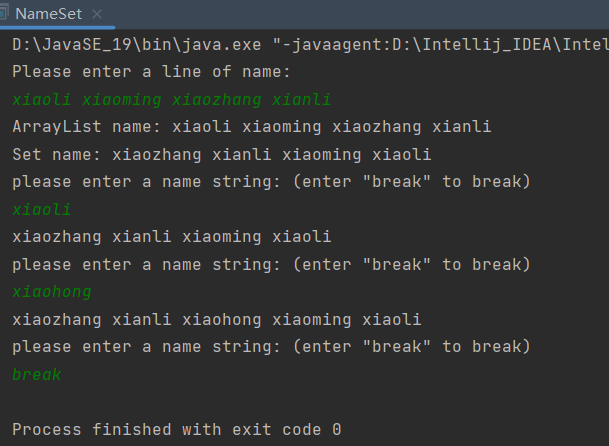 NameSet
D:\JavaSE_19\bin\java.exe "-javaagent:D:\Intellij_IDEA\Intel
Please enter a line of name:
xiaoli xiaoming xiaozhang xianli
ArrayList name: xiaoli xiaoming xiaozhang xianli
Set name: xiaozhang xianli xiaoming xiaoli
please enter a name string: (enter "break" to break)
xiaoli
xiaozhang xianli xiaoming xiaoli
please enter a name string: (enter "break" to break)
xiaohong
xiaozhang xianli xiaohong xiaoming xiaoli
please enter a name string: (enter "break" to break)
break
Process finished with exit code 0